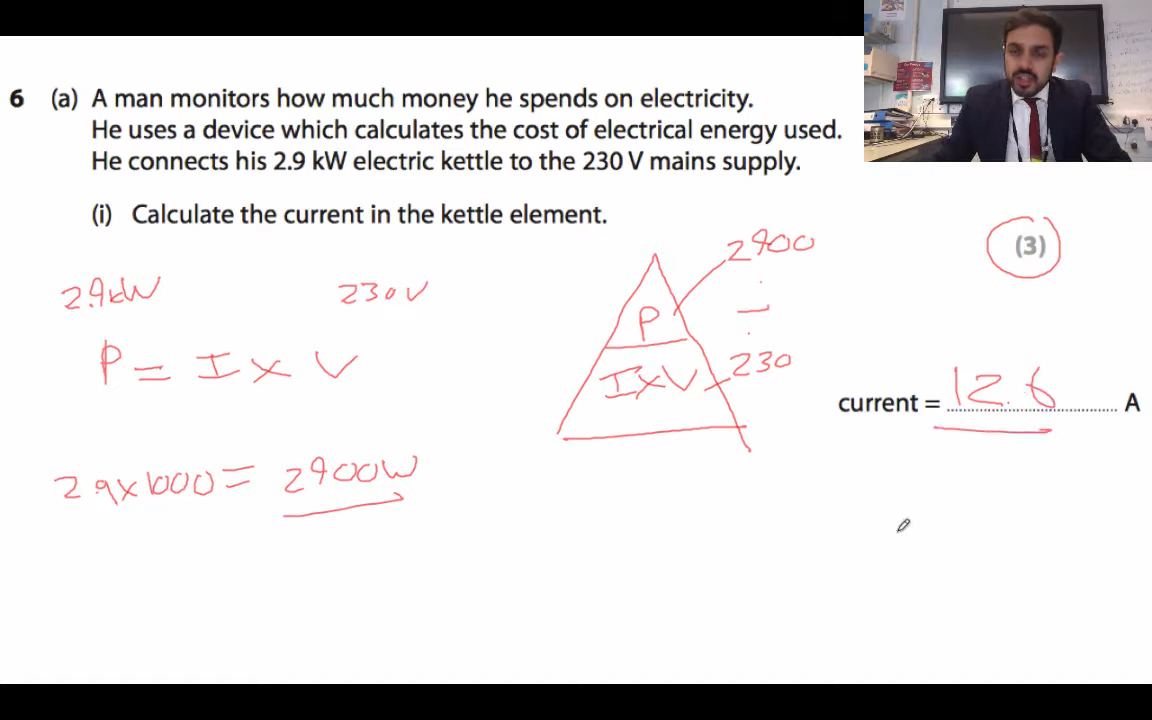 6 (a) A man monitors how much money he spends on electricity.
He uses a device which calculates the cost of electrical energy used.
He connects his 2.9 kW electric kettle to the 230 V mains supply.
(i) Calculate the current in the kettle element.
(3)
2900
2.9kW 230V
P
÷
P = I x V
230
I x V
current = 12.6 A
2.9 x 1000 = 2900W